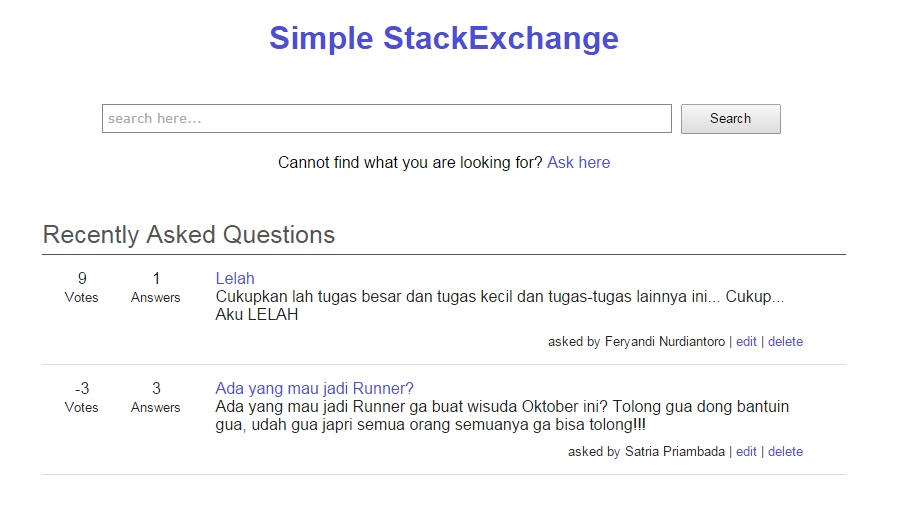 Simple StackExchange
search here...
Search
Cannot find what you are looking for? Ask here
Recently Asked Questions
9
Votes
1
Answers
Lelah
Cukupkan lah tugas besar dan tugas kecil dan tugas-tugas lainnya ini... Cukup...
Aku LELAH
asked by Feryandi Nurdiantoro | edit | delete
-3
Votes
3
Answers
Ada yang mau jadi Runner?
Ada yang mau jadi Runner ga buat wisuda Oktober ini? Tolong gua dong bantuin
gua, udah gua japri semua orang semuanya ga bisa tolong!!!
asked by Satria Priambada | edit | delete